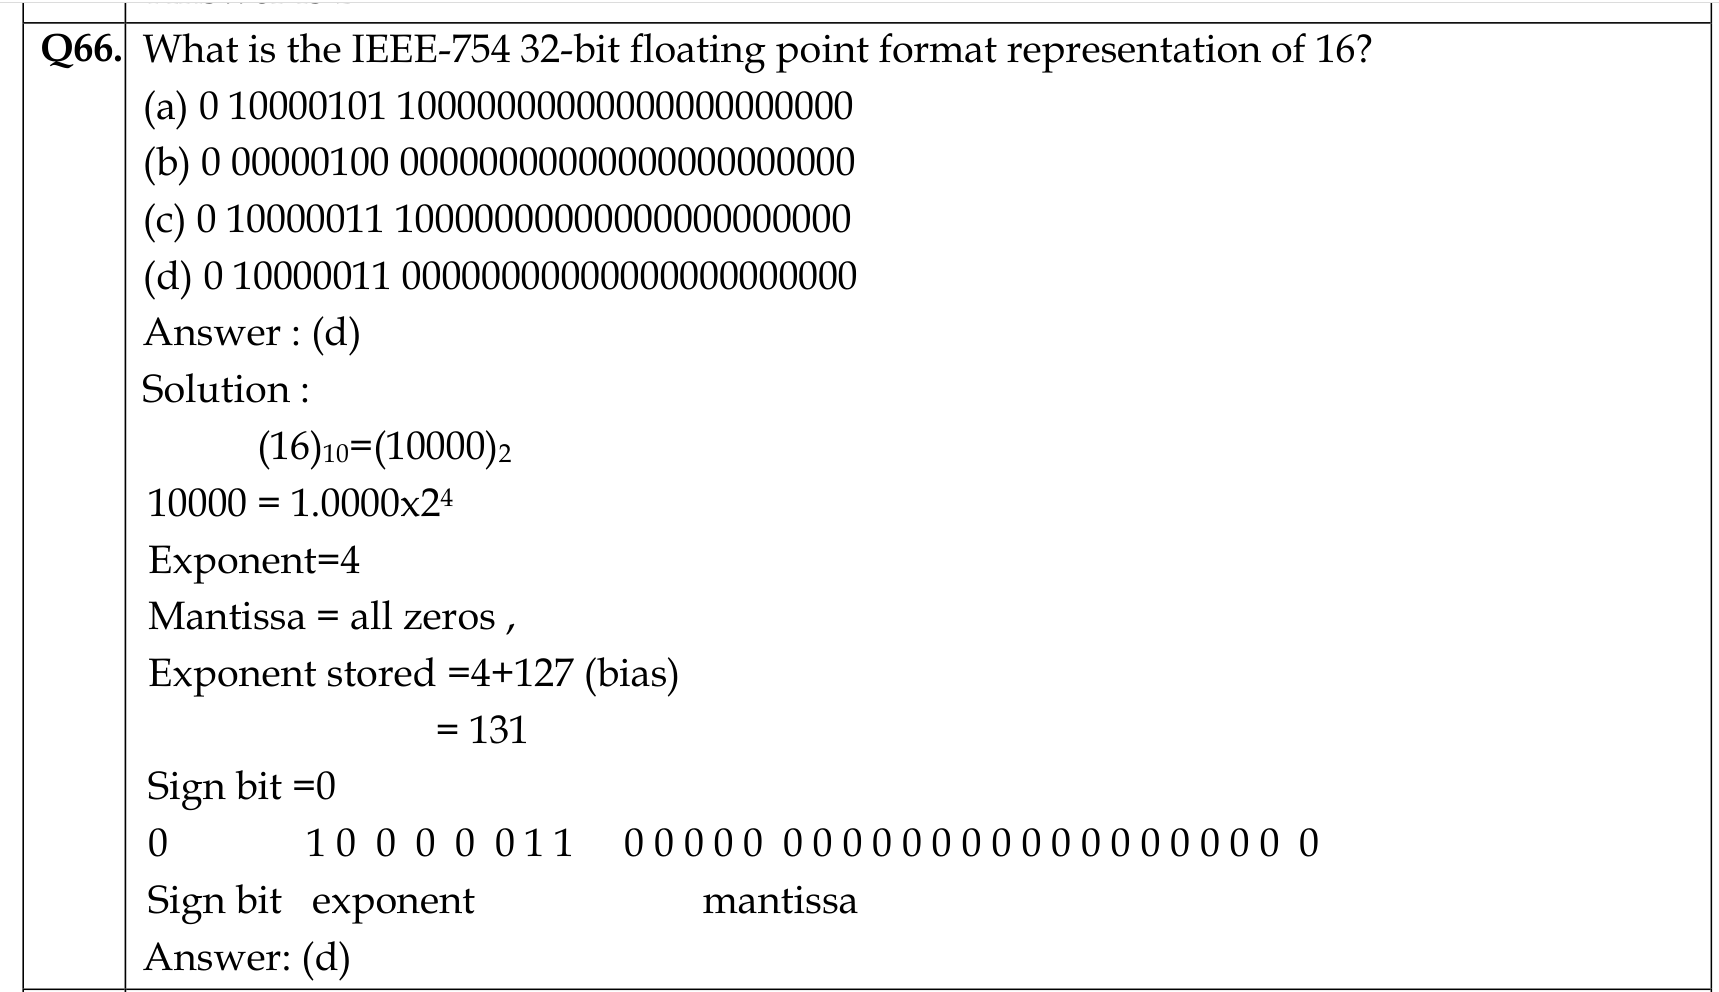 Q66. What is the IEEE-754 32-bit floating point format representation of 16?
(a) 0 10000101 10000000000000000000000
(b) 0 00000100 00000000000000000000000
(c) 0 10000011 10000000000000000000000
(d) 0 10000011 00000000000000000000000
Answer : (d)
Solution :
(16)₁₀=(10000)₂
10000 = 1.0000x2⁴
Exponent=4
Mantissa = all zeros ,
Exponent stored =4+127 (bias)
= 131
Sign bit =0
0 1 0 0 0 0 0 1 1 0 0 0 0 0 0 0 0 0 0 0 0 0 0 0 0 0 0 0 0 0 0 0
Sign bit exponent mantissa
Answer: (d)